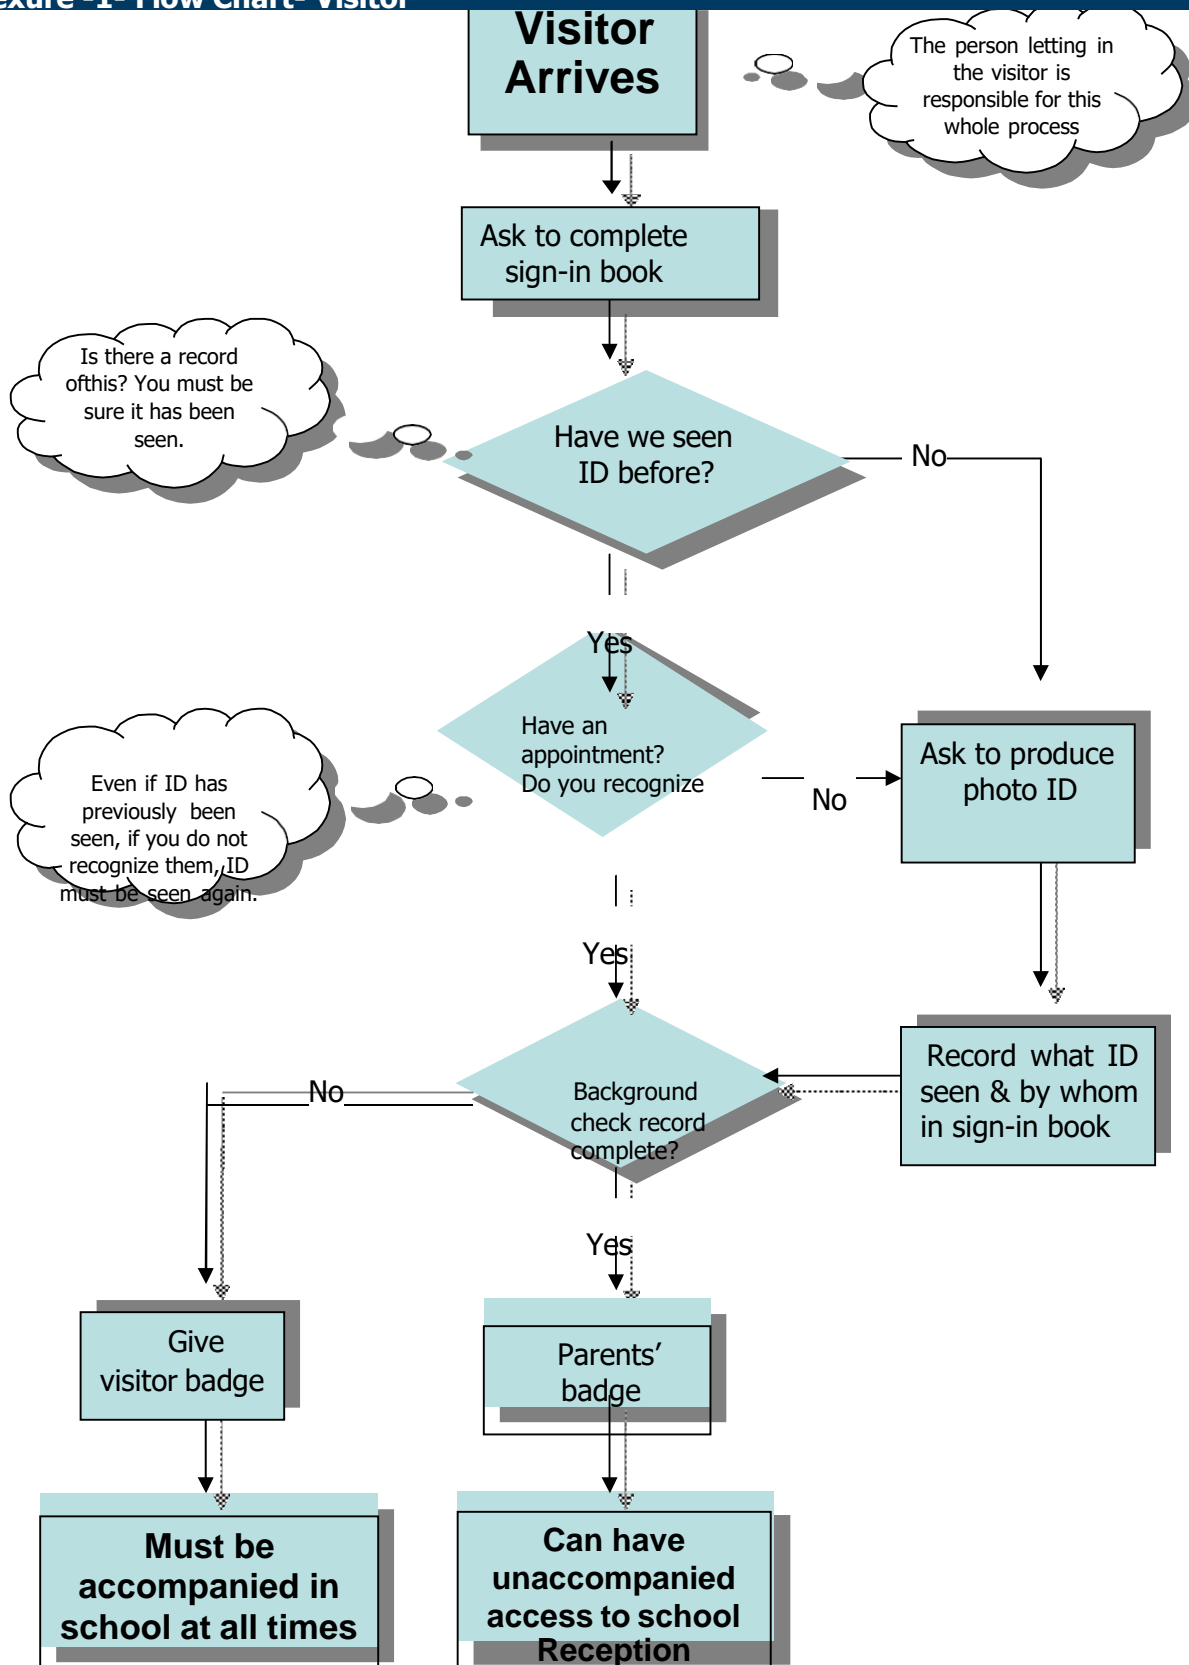 exure -1- Flow Chart- Visitor
Visitor
Arrives
The person letting in
the visitor is
responsible for this
whole process
Ask to complete
sign-in book
Is there a record
ofthis? You must be
sure it has been
seen.
Have we seen
ID before?
No
Yes
Have an
appointment?
Do you recognize
No
Ask to produce
photo ID
Even if ID has
previously been
seen, if you do not
recognize them, ID
must be seen again.
Yes
Record what ID
seen & by whom
in sign-in book
Background
check record
complete?
No
Yes
Give
visitor badge
Parents’
badge
Must be
accompanied in
school at all times
Can have
unaccompanied
access to school
Reception